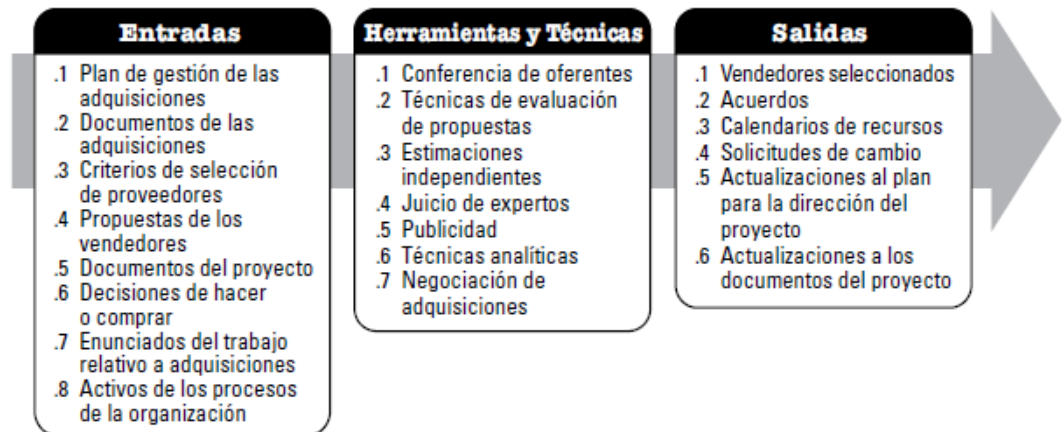 Entradas
.1 Plan de gestión de las
adquisiciones
.2 Documentos de las
adquisiciones
.3 Criterios de selección
de proveedores
.4 Propuestas de los
vendedores
.5 Documentos del proyecto
.6 Decisiones de hacer
o comprar
.7 Enunciados del trabajo
relativo a adquisiciones
.8 Activos de los procesos
de la organización
Herramientas y Técnicas
.1 Conferencia de oferentes
.2 Técnicas de evaluación
de propuestas
.3 Estimaciones
independientes
.4 Juicio de expertos
.5 Publicidad
.6 Técnicas analíticas
.7 Negociación de
adquisiciones
Salidas
.1 Vendedores seleccionados
.2 Acuerdos
.3 Calendarios de recursos
.4 Solicitudes de cambio
.5 Actualizaciones al plan
para la dirección del
proyecto
.6 Actualizaciones a los
documentos del proyecto